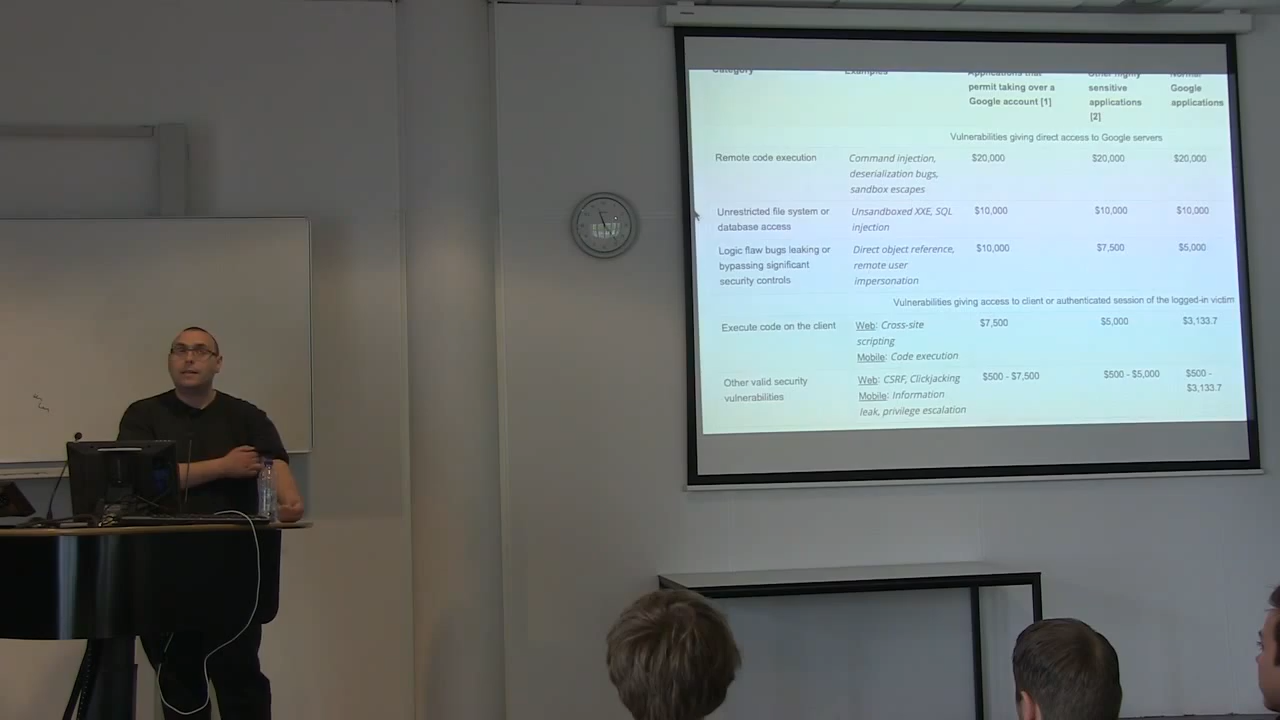 Category Examples Applications that Other highly Normal
permit taking over a sensitive Google
Google account [1] applications applications
[2]
Vulnerabilities giving direct access to Google servers
Remote code execution Command injection, $20,000 $20,000 $20,000
deserialization bugs,
sandbox escapes
Unrestricted file system or Unsandboxed XXE, SQL $10,000 $10,000 $10,000
database access injection
Logic flaw bugs leaking or Direct object reference, $10,000 $7,500 $5,000
bypassing significant remote user
security controls impersonation
Vulnerabilities giving access to client or authenticated session of the logged-in victim
Execute code on the client Web: Cross-site $7,500 $5,000 $3,133.7
scripting
Mobile: Code execution
Other valid security Web: CSRF, Clickjacking $500 - $7,500 $500 - $5,000 $500 -
vulnerabilities Mobile: Information $3,133.7
leak, privilege escalation